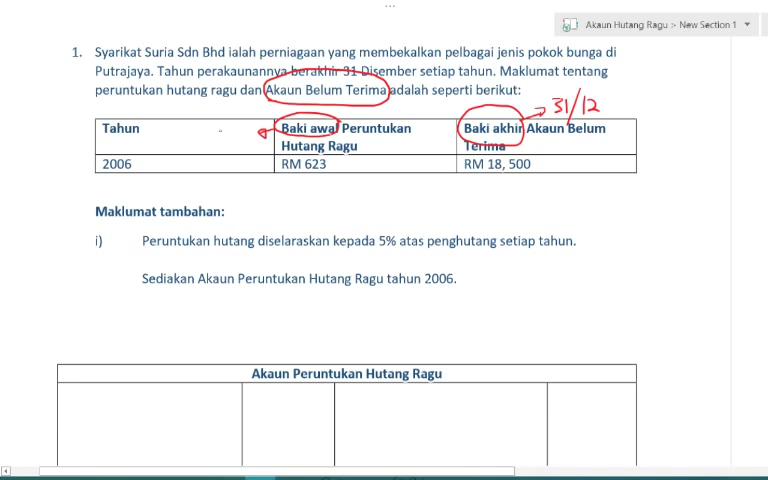 Akaun Hutang Ragu > New Section 1
1. Syarikat Suria Sdn Bhd ialah perniagaan yang membekalkan pelbagai jenis pokok bunga di
Putrajaya. Tahun perakaunannya berakhir 31 Disember setiap tahun. Maklumat tentang
peruntukan hutang ragu dan Akaun Belum Terima adalah seperti berikut:
31/12
Tahun
Baki awal Peruntukan
Hutang Ragu
Baki akhir Akaun Belum
Terima
2006
RM 623
RM 18, 500
Maklumat tambahan:
i) Peruntukan hutang diselaraskan kepada 5% atas penghutang setiap tahun.
Sediakan Akaun Peruntukan Hutang Ragu tahun 2006.
Akaun Peruntukan Hutang Ragu